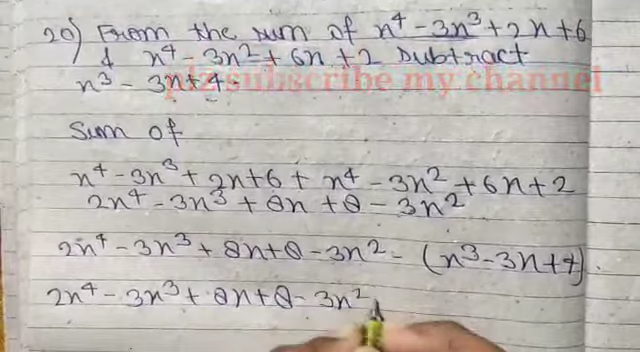 20) From the sum of x⁴ - 3x³ + 2x + 6
& x⁴ - 3x² + 6x + 2 subtract
x³ - 3x + 4.
plz subscribe my channel
Sum of
x⁴ - 3x³ + 2x + 6 + x⁴ - 3x² + 6x + 2
2x⁴ - 3x³ + 8x + 8 - 3x²
2x⁴ - 3x³ + 8x + 8 - 3x² - (x³ - 3x + 4).
2x⁴ - 3x³ + 8x + 8 - 3x²